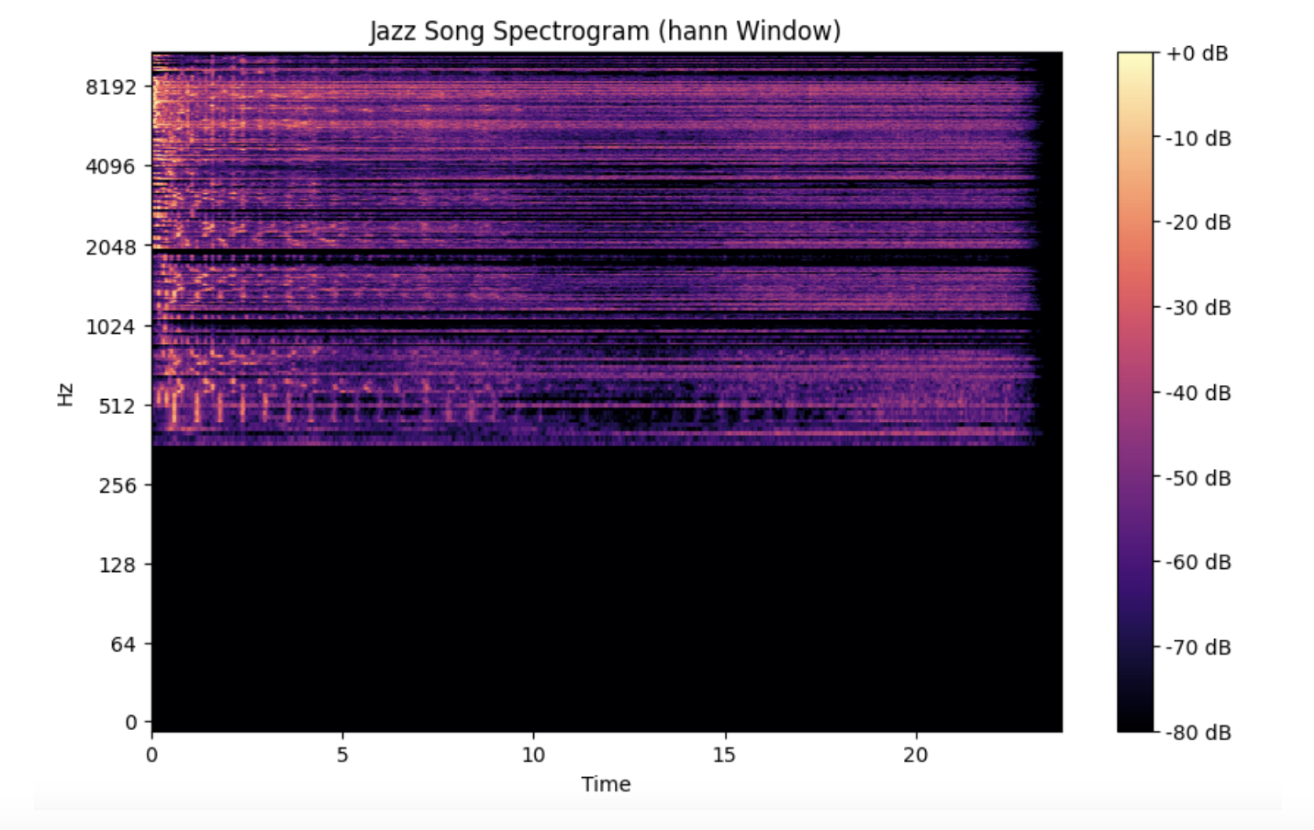 Jazz Song Spectrogram (hann Window)
Hz
8192
4096
2048
1024
512
256
128
64
0
0 5 10 15 20
Time
+0 dB
-10 dB
-20 dB
-30 dB
-40 dB
-50 dB
-60 dB
-70 dB
-80 dB